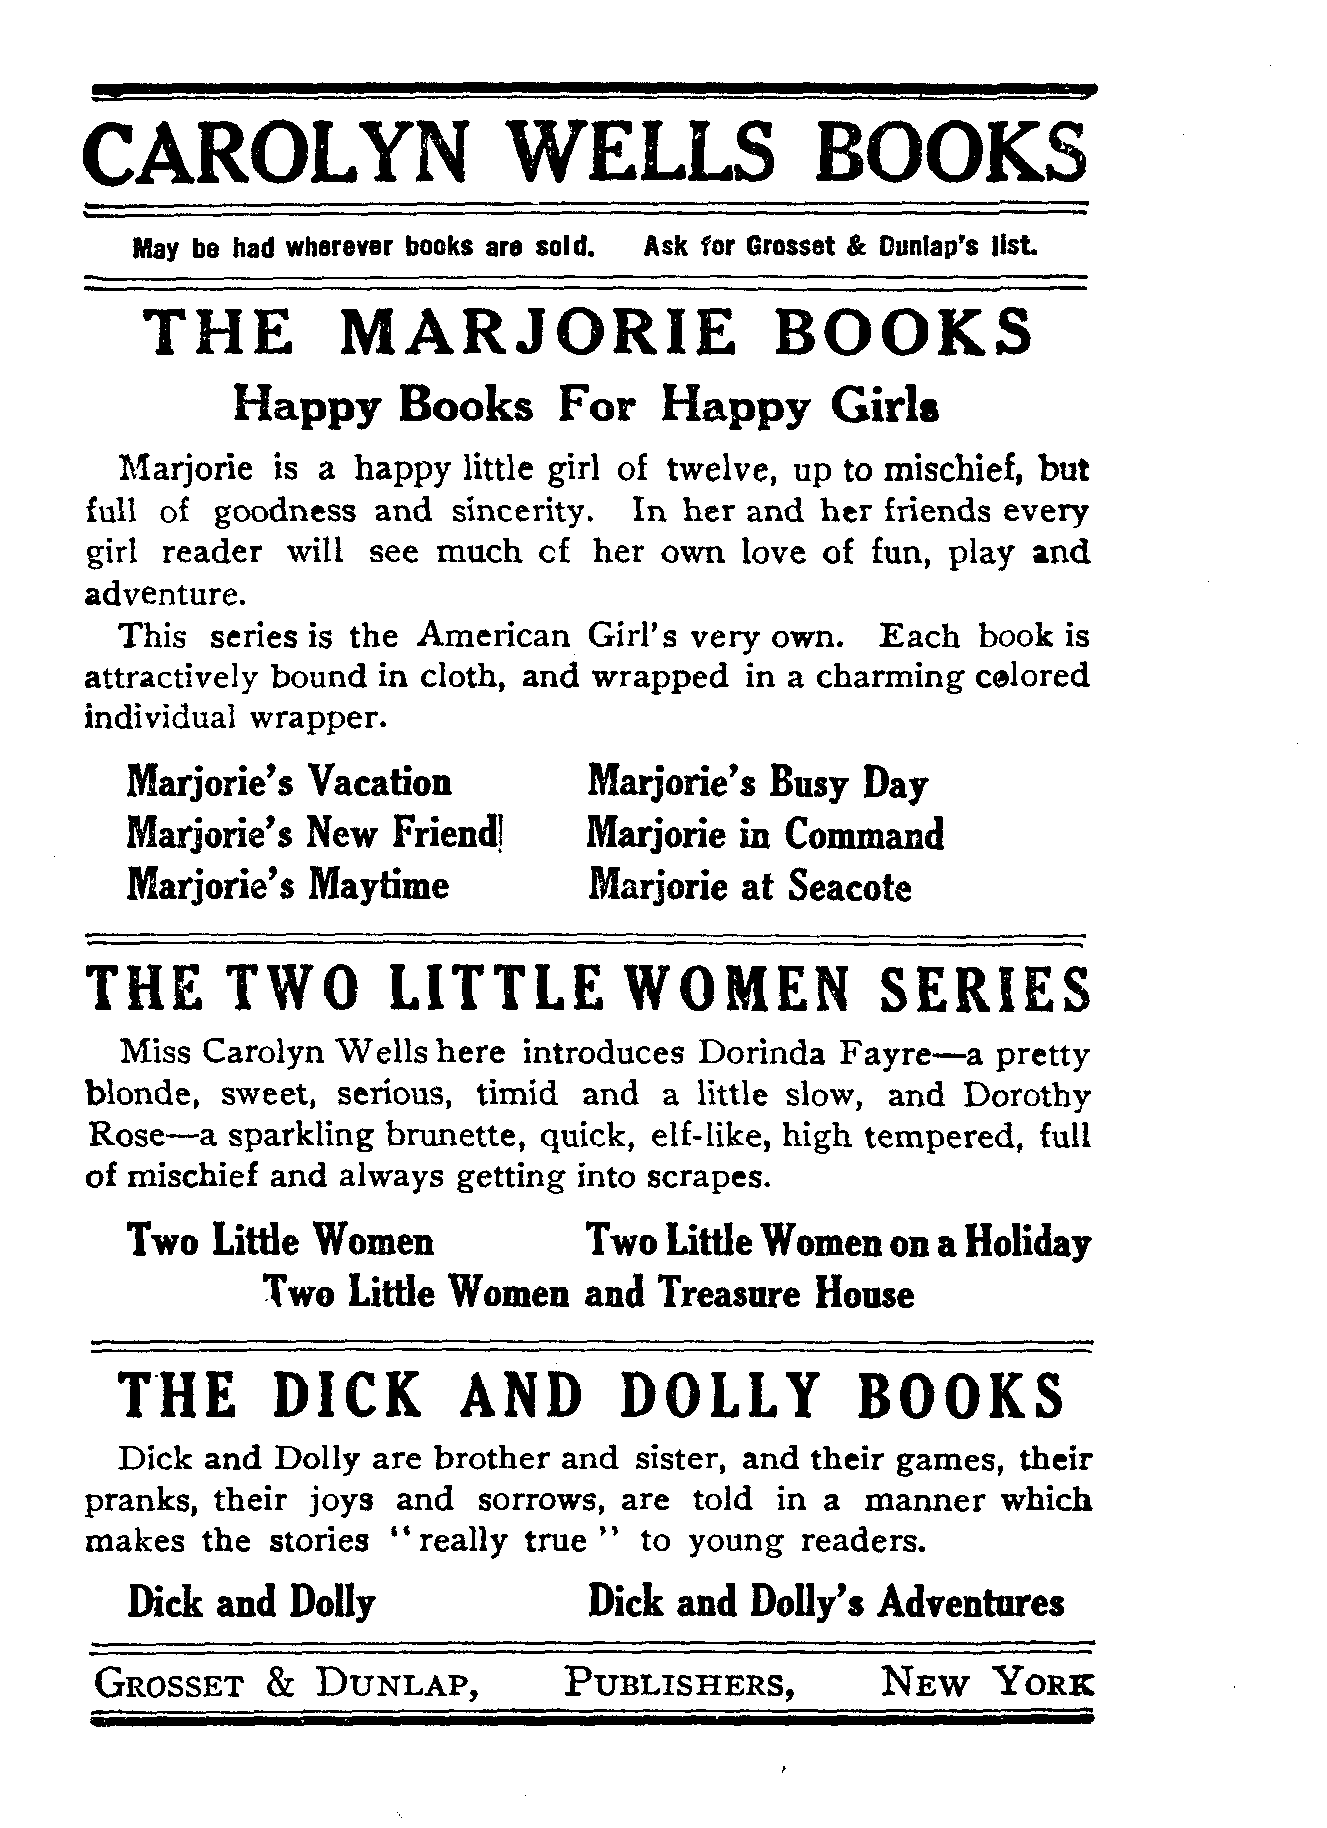 CAROLYN WELLS BOOKS
May be had wherever books are sold. Ask for Grosset & Dunlap's list.
THE MARJORIE BOOKS
Happy Books For Happy Girls
Marjorie is a happy little girl of twelve, up to mischief, but
full of goodness and sincerity. In her and her friends every
girl reader will see much cf her own love of fun, play and
adventure.
This series is the American Girl's very own. Each book is
attractively bound in cloth, and wrapped in a charming colored
individual wrapper.
Marjorie's Vacation Marjorie's Busy Day
Marjorie's New Friend Marjorie in Command
Marjorie's Maytime Marjorie at Seacote
THE TWO LITTLE WOMEN SERIES
Miss Carolyn Wells here introduces Dorinda Fayre—a pretty
blonde, sweet, serious, timid and a little slow, and Dorothy
Rose—a sparkling brunette, quick, elf-like, high tempered, full
of mischief and always getting into scrapes.
Two Little Women Two Little Women on a Holiday
Two Little Women and Treasure House
THE DICK AND DOLLY BOOKS
Dick and Dolly are brother and sister, and their games, their
pranks, their joys and sorrows, are told in a manner which
makes the stories "really true" to young readers.
Dick and Dolly Dick and Dolly's Adventures
GROSSET & DUNLAP, PUBLISHERS, NEW YORK